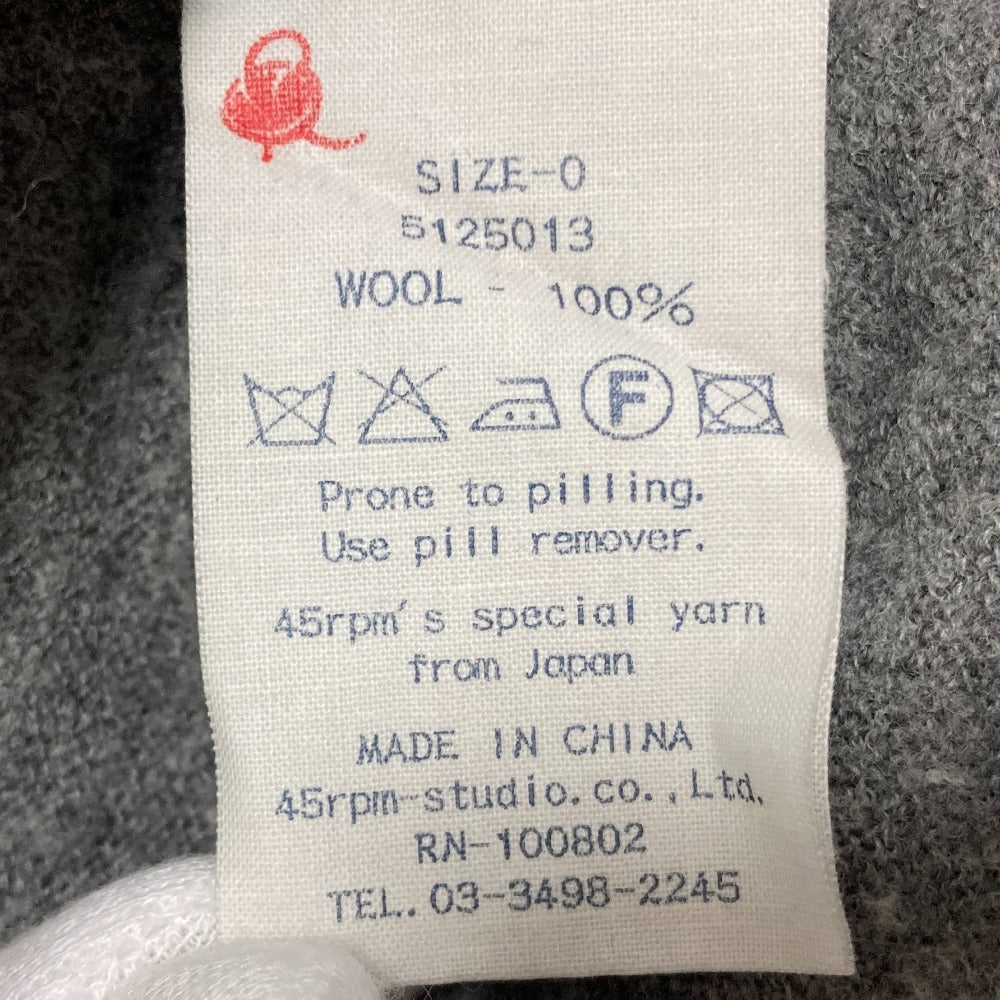 SIZE-0
5125013
WOOL - 100%
F
Prone to pilling.
Use pill remover.
45rpm's special yarn
from Japan
MADE IN CHINA
45rpm-studio.co.,Ltd.
RN-100802
TEL.03-3498-2245